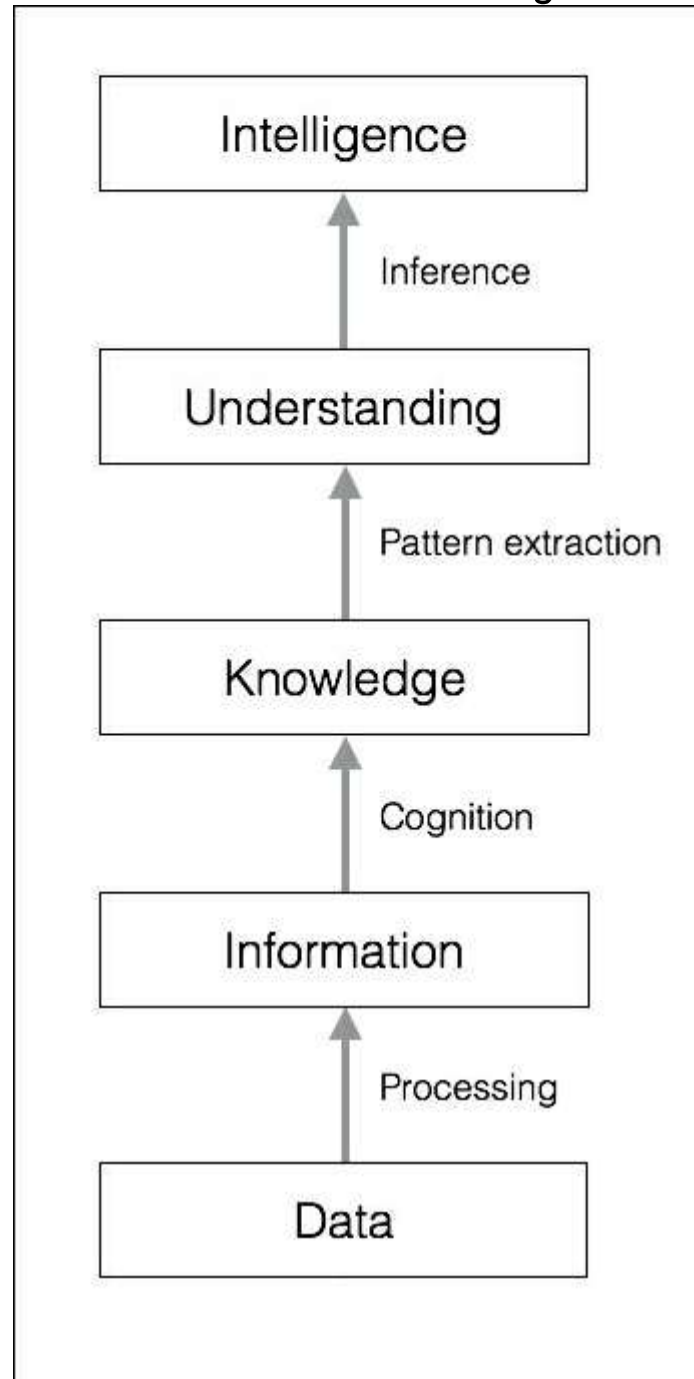 Intelligence
Inference
Understanding
Pattern extraction
Knowledge
Cognition
Information
Processing
Data